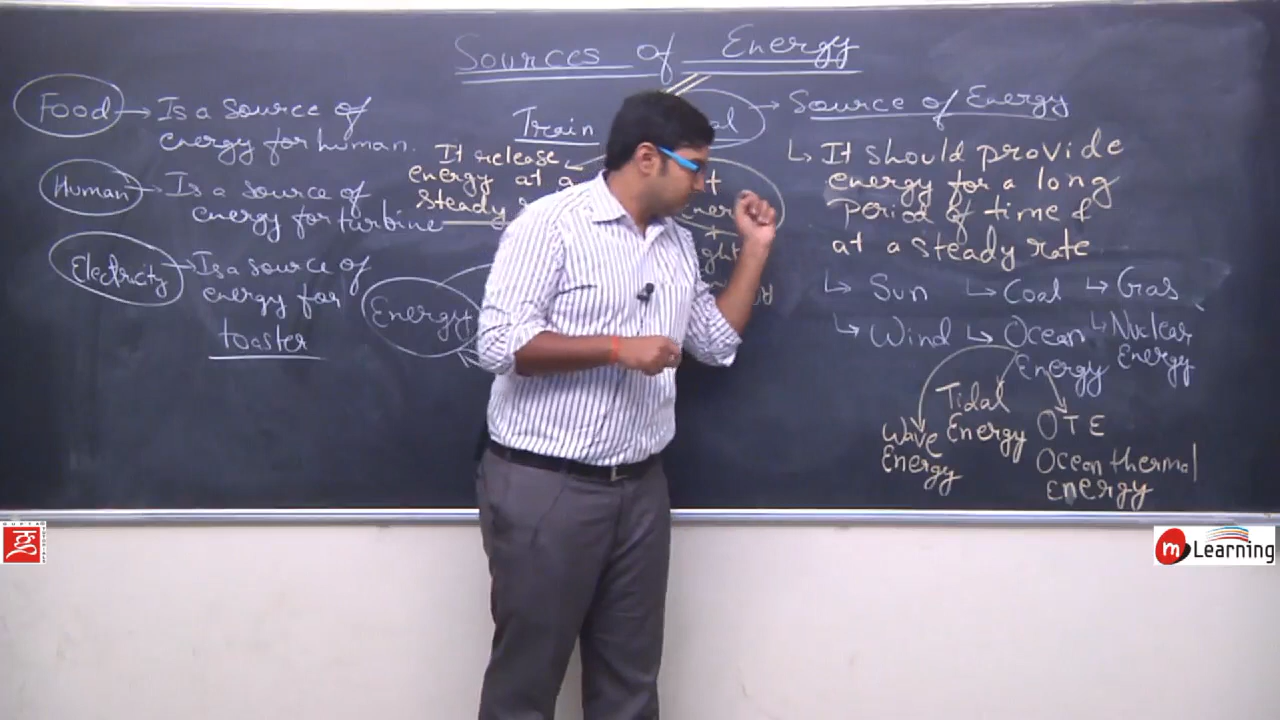 Sources of Energy
Food → Is a source of
energy for human.
Human → Is a source of
energy for turbine
Electricity → Is a source of
energy for
toaster
Train
It release
energy at a
steady
Energy
→ Source of Energy
↳ It should provide
energy for a long
period of time &
at a steady rate
↳ Sun ↳ Coal ↳ Gas
↳ Wind ↳ Ocean
Energy
↳ Nuclear
Energy
Wave
Energy
Tidal
Energy
OTE
Ocean thermal
Energy
GUPTA TUTORIALS
m Learning